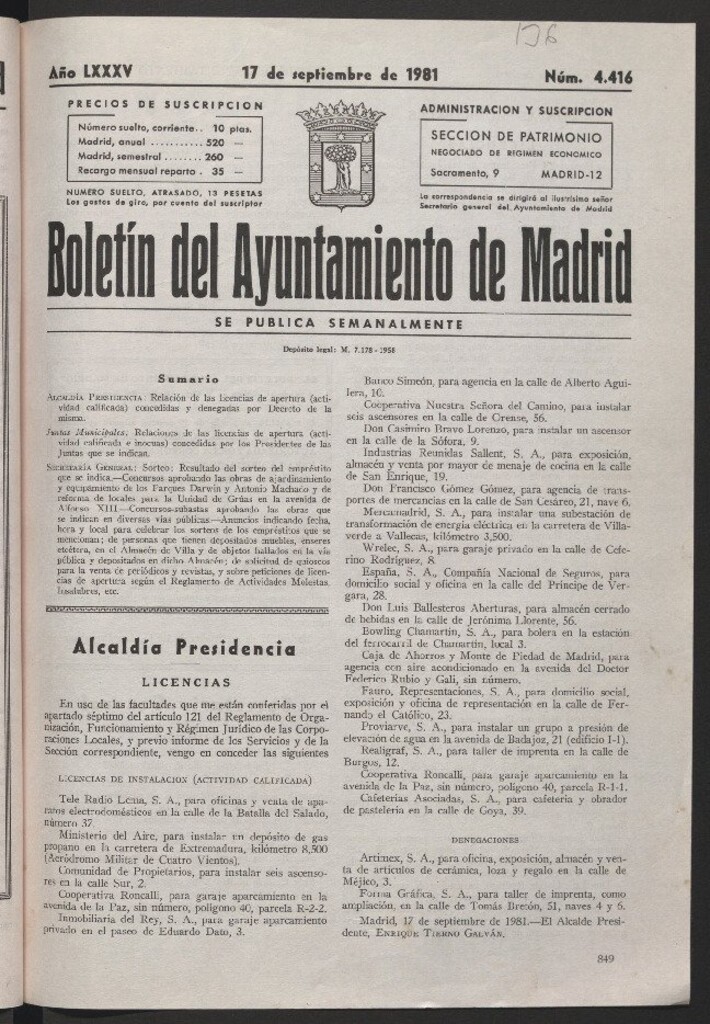 136
Año LXXXV
17 de septiembre de 1981
Núm. 4.416
PRECIOS DE SUSCRIPCION
Número suelto, corriente.. 10 ptas.
Madrid, anual ........... 520 —
Madrid, semestral ........ 260 —
Recargo mensual reparto . 35 —
NUMERO SUELTO, ATRASADO, 13 PESETAS
Los gastos de giro, por cuenta del suscriptor
ADMINISTRACION Y SUSCRIPCION
SECCION DE PATRIMONIO
NEGOCIADO DE REGIMEN ECONOMICO
Sacramento, 9 MADRID-12
La correspondencia se dirigirá al ilustrísimo señor
Secretario general del Ayuntamiento de Madrid
Boletín del Ayuntamiento de Madrid
SE PUBLICA SEMANALMENTE
Depósito legal: M. 7.178 - 1958
Sumario
ALCALDÍA PRESIDENCIA: Relación de las licencias de apertura (acti-
vidad calificada) concedidas y denegadas por Decreto de la
misma.
Juntas Municipales: Relaciones de las licencias de apertura (acti-
vidad calificada e inocuas) concedidas por los Presidentes de las
Juntas que se indican.
SECRETARÍA GENERAL: Sorteo: Resultado del sorteo del empréstito
que se indica.—Concursos aprobando las obras de ajardinamiento
y equipamiento de los Parques Darwin y Antonio Machado y de
reforma de locales para la Unidad de Grúas en la avenida de
Alfonso XIII.—Concursos-subastas aprobando las obras que
se indican en diversas vías públicas.—Anuncios indicando fecha,
hora y local para celebrar los sorteos de los empréstitos que se
mencionan; de personas que tienen depositados muebles, enseres
etcétera, en el Almacén de Villa y de objetos hallados en la vía
pública y depositados en dicho Almacén; de solicitud de quioscos
para la venta de periódicos y revistas, y sobre peticiones de licen-
cias de apertura según el Reglamento de Actividades Molestas,
Insalubres, etc.
Alcaldía Presidencia
LICENCIAS
En uso de las facultades que me están conferidas por el
apartado séptimo del artículo 121 del Reglamento de Orga-
nización, Funcionamiento y Régimen Jurídico de las Corpo-
raciones Locales, y previo informe de los Servicios y de la
Sección correspondiente, vengo en conceder las siguientes
LICENCIAS DE INSTALACION (ACTIVIDAD CALIFICADA)
Tele Radio Lema, S. A., para oficinas y venta de apa-
ratos electrodomésticos en la calle de la Batalla del Salado,
número 37.
Ministerio del Aire, para instalar un depósito de gas
propano en la carretera de Extremadura, kilómetro 8,500
(Aeródromo Militar de Cuatro Vientos).
Comunidad de Propietarios, para instalar seis ascenso-
res en la calle Sur, 2.
Cooperativa Roncalli, para garaje aparcamiento en la
avenida de la Paz, sin número, polígono 40, parcela R-2-2.
Inmobiliaria del Rey, S. A., para garaje aparcamiento
privado en el paseo de Eduardo Dato, 3.
Banco Simeón, para agencia en la calle de Alberto Agui-
lera, 10.
Cooperativa Nuestra Señora del Camino, para instalar
seis ascensores en la calle de Orense, 56.
Don Casimiro Bravo Lorenzo, para instalar un ascensor
en la calle de la Sófora, 9.
Industrias Reunidas Sallent, S. A., para exposición,
almacén y venta por mayor de menaje de cocina en la calle
de San Enrique, 19.
Don Francisco Gómez Gómez, para agencia de trans-
portes de mercancías en la calle de San Cesáreo, 21, nave 6.
Mercamadrid, S. A., para instalar una subestación de
transformación de energía eléctrica en la carretera de Villa-
verde a Vallecas, kilómetro 3,500.
Wrelec, S. A., para garaje privado en la calle de Cefe-
rino Rodríguez, 8.
España, S. A., Compañía Nacional de Seguros, para
domicilio social y oficina en la calle del Príncipe de Ver-
gara, 28.
Don Luis Ballesteros Aberturas, para almacén cerrado
de bebidas en la calle de Jerónima Llorente, 56.
Bowling Chamartín, S. A., para bolera en la estación
del ferrocarril de Chamartín, local 3.
Caja de Ahorros y Monte de Piedad de Madrid, para
agencia con aire acondicionado en la avenida del Doctor
Federico Rubio y Gali, sin número.
Fauro, Representaciones, S. A., para domicilio social,
exposición y oficina de representación en la calle de Fer-
nando el Católico, 23.
Proviarve, S. A., para instalar un grupo a presión de
elevación de agua en la avenida de Badajoz, 21 (edificio I-1).
Realigraf, S. A., para taller de imprenta en la calle de
Burgos, 12.
Cooperativa Roncalli, para garaje aparcamiento en la
avenida de la Paz, sin número, polígono 40, parcela R-1-1.
Cafeterías Asociadas, S. A., para cafetería y obrador
de pastelería en la calle de Goya, 39.
DENEGACIONES
Artimex, S. A., para oficina, exposición, almacén y ven-
ta de artículos de cerámica, loza y regalo en la calle de
Méjico, 3.
Forma Gráfica, S. A., para taller de imprenta, como
ampliación, en la calle de Tomás Bretón, 51, naves 4 y 6.
Madrid, 17 de septiembre de 1981.—El Alcalde Presi-
dente, ENRIQUE TIERNO GALVÁN.
849